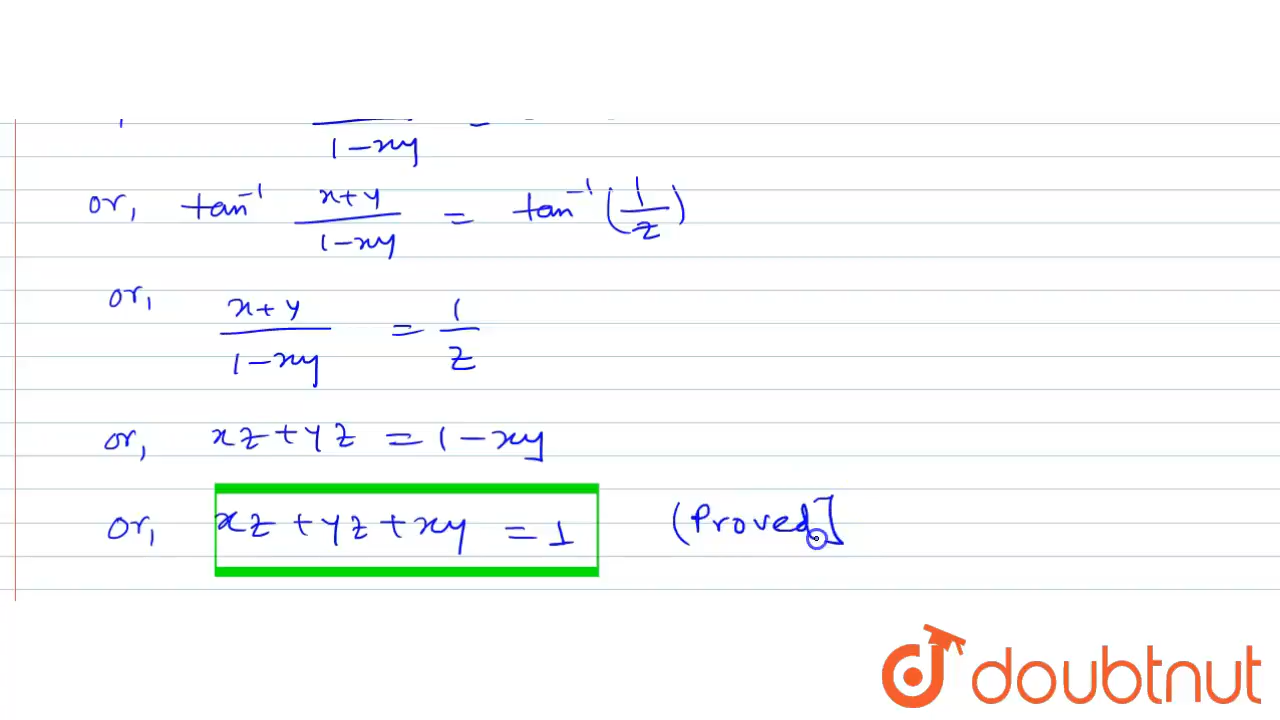 1-xy =
or, tan⁻¹ x+y/1-xy = tan⁻¹(1/z)
or, x+y/1-xy = 1/z
or, xz+yz = 1-xy
or, xz+yz+xy = 1 (Proved]
doubtnut